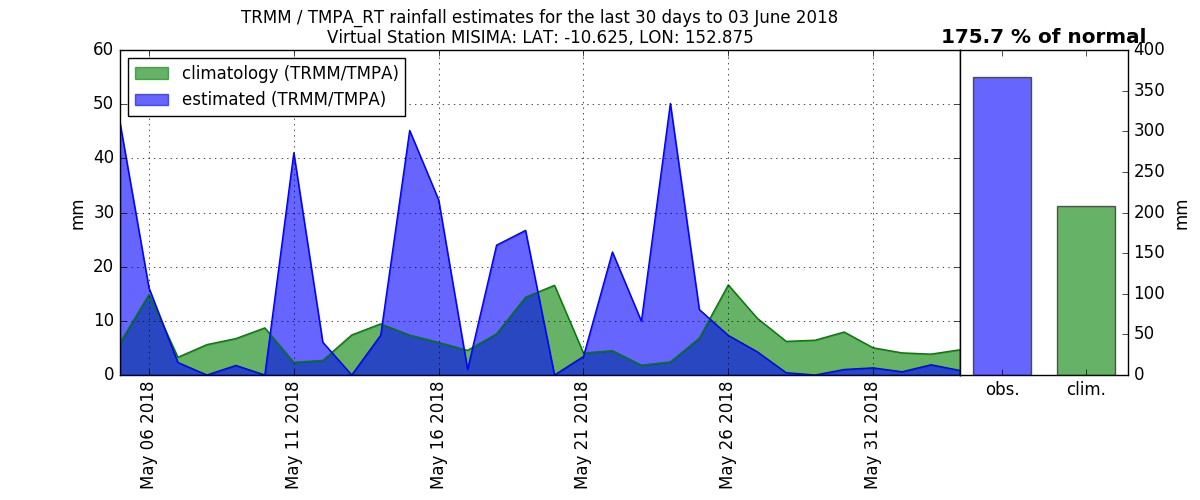 TRMM / TMPA_RT rainfall estimates for the last 30 days to 03 June 2018
Virtual Station MISIMA: LAT: -10.625, LON: 152.875
175.7 % of normal
climatology (TRMM/TMPA)
estimated (TRMM/TMPA)
60
50
40
30
20
10
0
mm
May 06 2018
May 11 2018
May 16 2018
May 21 2018
May 26 2018
May 31 2018
400
350
300
250
200
150
100
50
0
mm
obs.
clim.